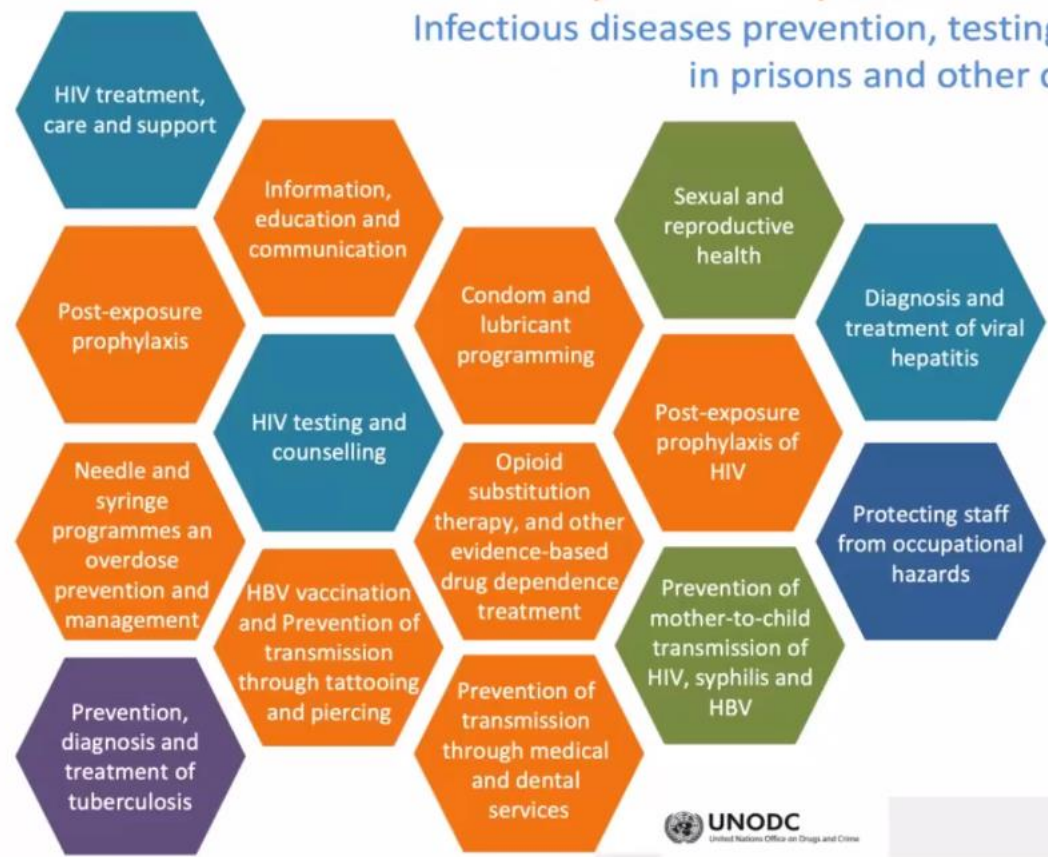 Infectious diseases prevention, testing
in prisons and other
HIV treatment,
care and support
Information,
education and
communication
Sexual and
reproductive
health
Post-exposure
prophylaxis
Condom and
lubricant
programming
Diagnosis and
treatment of viral
hepatitis
HIV testing and
counselling
Post-exposure
prophylaxis of
HIV
Needle and
syringe
programmes an
overdose
prevention and
management
Opioid
substitution
therapy, and other
evidence-based
drug dependence
treatment
Protecting staff
from occupational
hazards
HBV vaccination
and Prevention of
transmission
through tattooing
and piercing
Prevention of
mother-to-child
transmission of
HIV, syphilis and
HBV
Prevention,
diagnosis and
treatment of
tuberculosis
Prevention of
transmission
through medical
and dental
services
UNODC
United Nations Office on Drugs and Crime